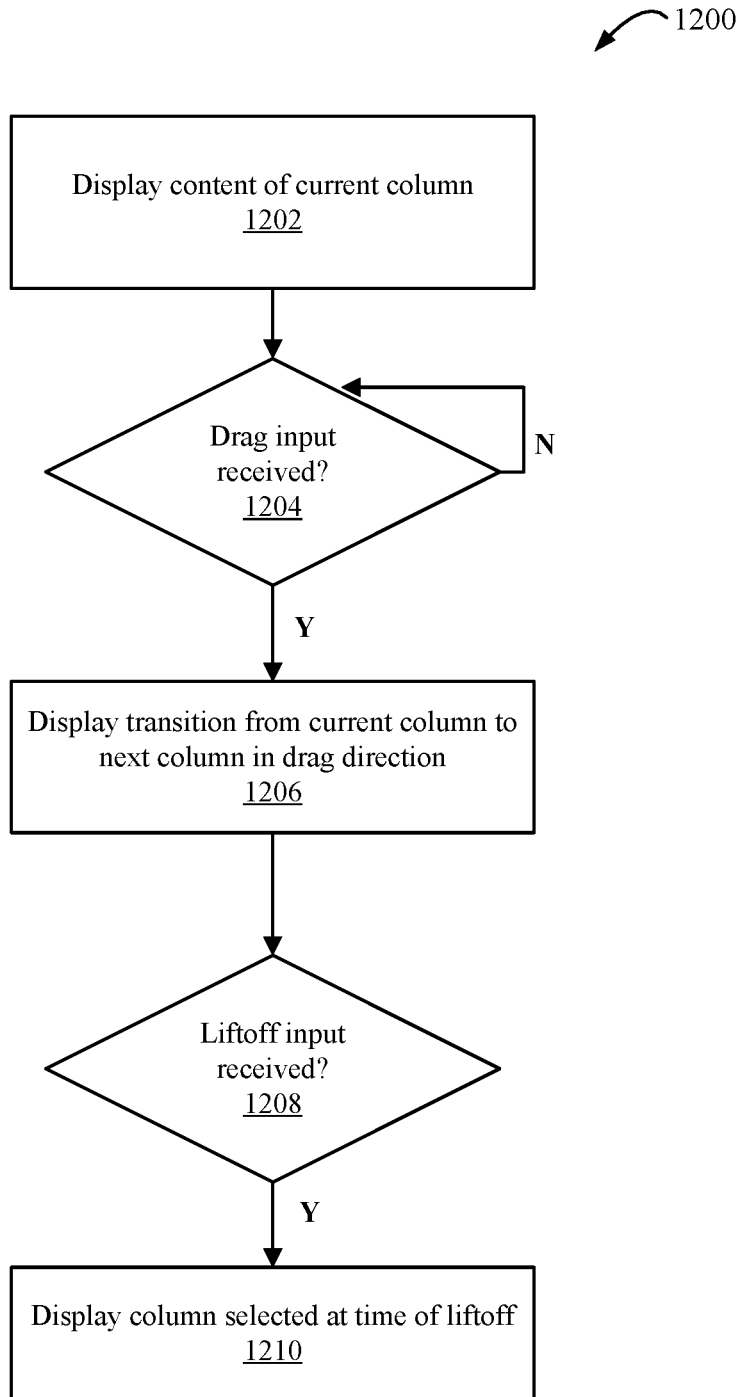 1200
Display content of current column
1202
Drag input
received?
1204
N
Y
Display transition from current column to
next column in drag direction
1206
Liftoff input
received?
1208
Y
Display column selected at time of liftoff
1210